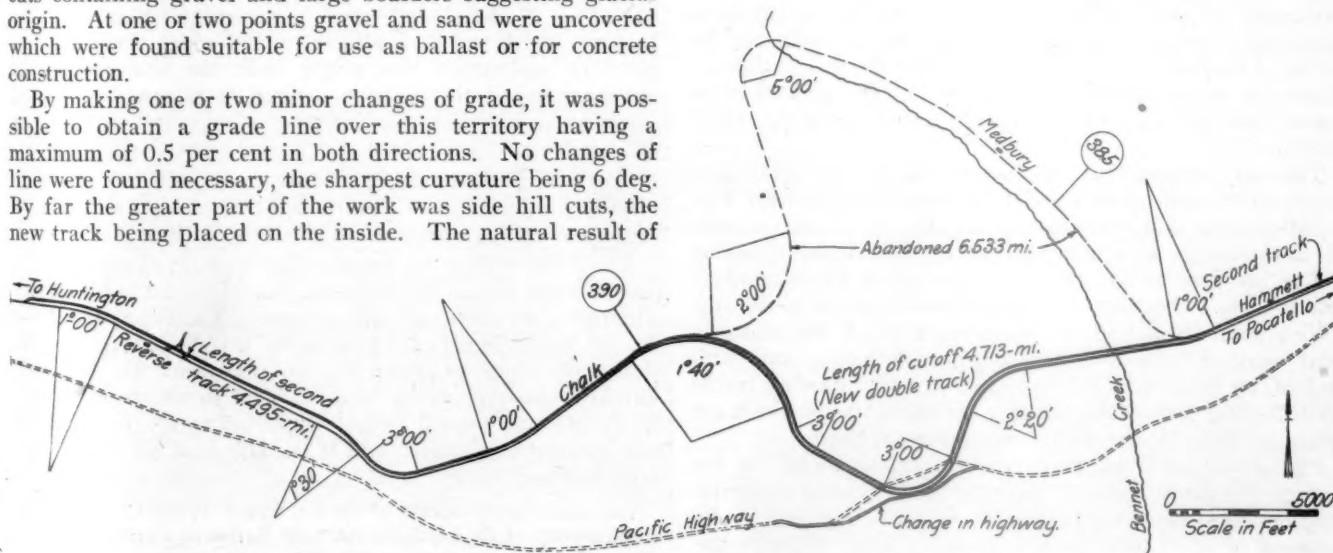 origin. At one or two points gravel and sand were uncovered
which were found suitable for use as ballast or for concrete
construction.
By making one or two minor changes of grade, it was pos-
sible to obtain a grade line over this territory having a
maximum of 0.5 per cent in both directions. No changes of
line were found necessary, the sharpest curvature being 6 deg.
By far the greater part of the work was side hill cuts, the
new track being placed on the inside. The natural result of
5°00'
Medbury
385
Abandoned 6.533 mi.
2°00'
390
1°00'
Second track
Hammett
To Pocatello
To Huntington
1°00'
Reverse track 4.495-mi.
Length of second
Chalk
1°40'
Length of cutoff 4.713-mi.
(New double track)
3°00'
1°00'
3°00'
2°20'
3°00'
1°30'
Creek
Bennet
Pacific Highway
Change in highway.
0 5000
Scale in Feet